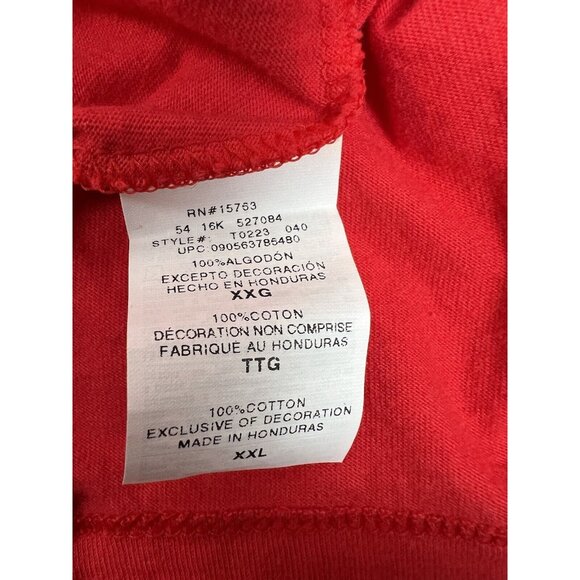 RN#15763
54 16K 527084
STYLE#: T0223 040
UPC 090563786480
100%ALGODÓN
EXCEPTO DECORACIÓN
HECHO EN HONDURAS
XXG
100%COTON
DÉCORATION NON COMPRISE
FABRIQUE AU HONDURAS
TTG
100%COTTON
EXCLUSIVE OF DECORATION
MADE IN HONDURAS
XXL